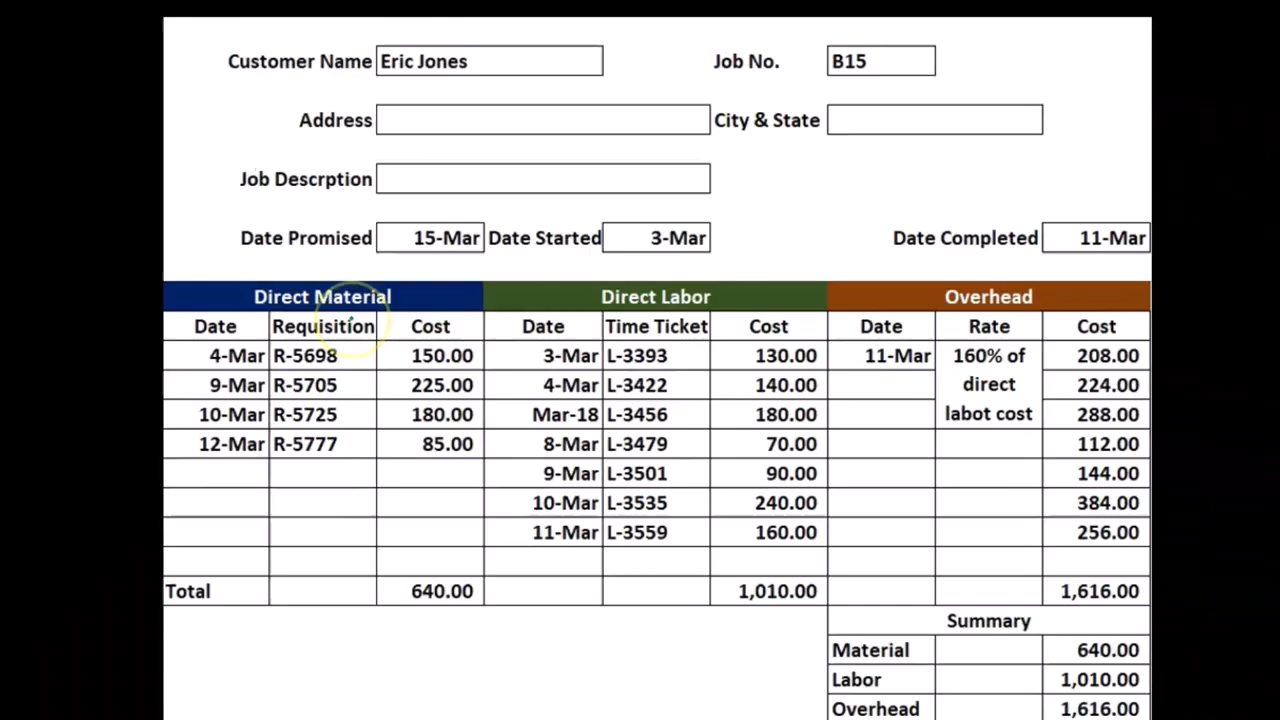 Customer Name Eric Jones Job No. B15
Address City & State
Job Descrption
Date Promised 15-Mar Date Started 3-Mar Date Completed 11-Mar
Direct Material Direct Labor Overhead
Date Requisition Cost Date Time Ticket Cost Date Rate Cost
4-Mar R-5698 150.00 3-Mar L-3393 130.00 11-Mar 160% of 208.00
9-Mar R-5705 225.00 4-Mar L-3422 140.00 direct 224.00
10-Mar R-5725 180.00 Mar-18 L-3456 180.00 labot cost 288.00
12-Mar R-5777 85.00 8-Mar L-3479 70.00 112.00
9-Mar L-3501 90.00 144.00
10-Mar L-3535 240.00 384.00
11-Mar L-3559 160.00 256.00
Total 640.00 1,010.00 1,616.00
Summary
Material 640.00
Labor 1,010.00
Overhead 1,616.00